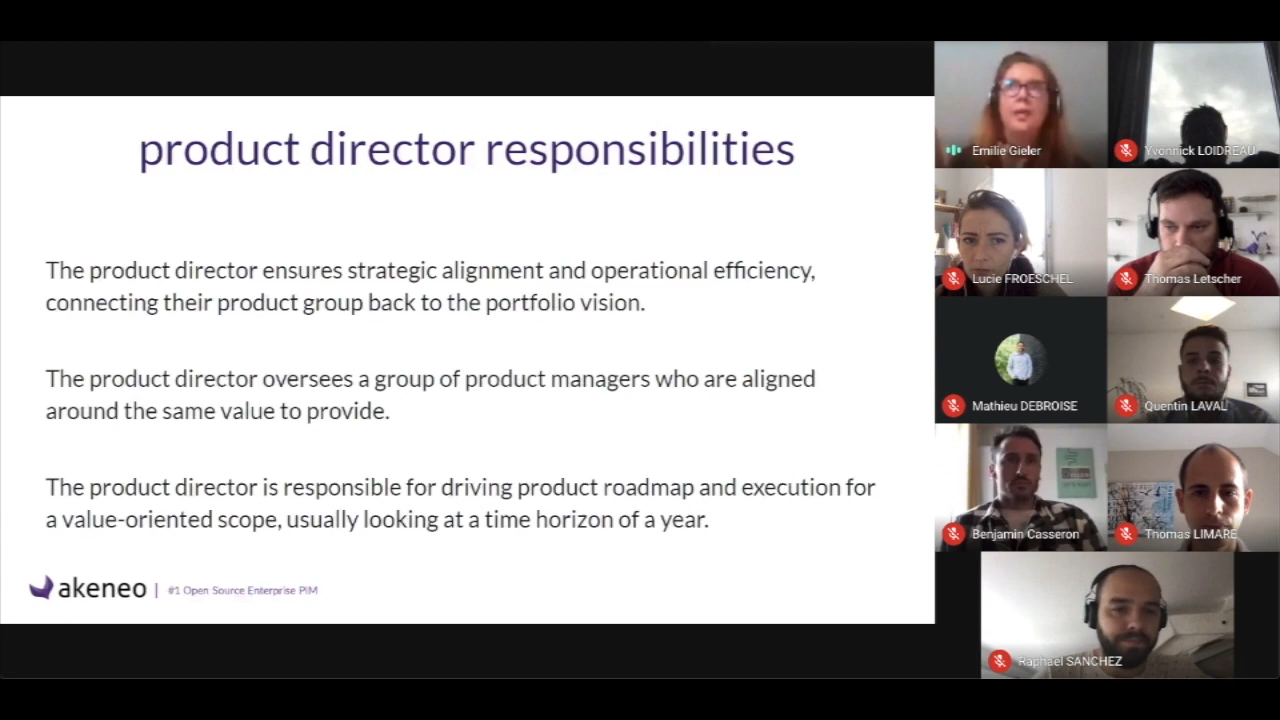 product director responsibilities
The product director ensures strategic alignment and operational efficiency,
connecting their product group back to the portfolio vision.
The product director oversees a group of product managers who are aligned
around the same value to provide.
The product director is responsible for driving product roadmap and execution for
a value-oriented scope, usually looking at a time horizon of a year.
akeneo | #1 Open Source Enterprise PIM
Emilie Gieler
Yvonnick LOIDREAU
Lucie FROESCHEL
Thomas Letscher
Mathieu DEBROISE
Quentin LAVAL
Benjamin Casseron
Thomas LIMARE
Raphael SANCHEZ